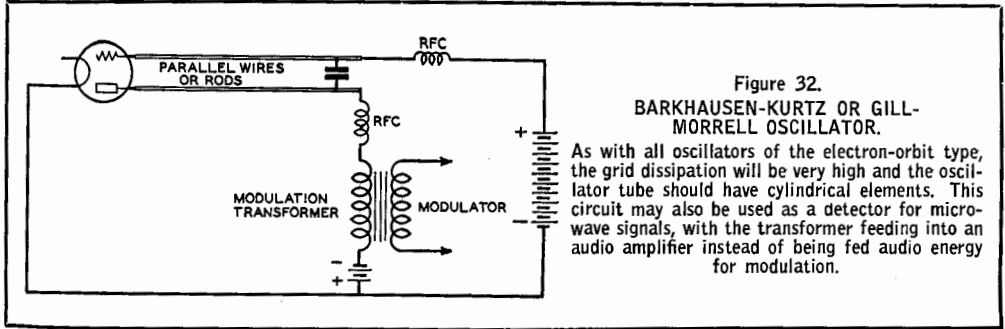 RFC
PARALLEL WIRES
OR RODS
RFC
+
MODULATION
TRANSFORMER
MODULATOR
-
-
+
Figure 32.
BARKHAUSEN-KURTZ OR GILL-
MORRELL OSCILLATOR.
As with all oscillators of the electron-orbit type,
the grid dissipation will be very high and the oscil-
lator tube should have cylindrical elements. This
circuit may also be used as a detector for micro-
wave signals, with the transformer feeding into an
audio amplifier instead of being fed audio energy
for modulation.